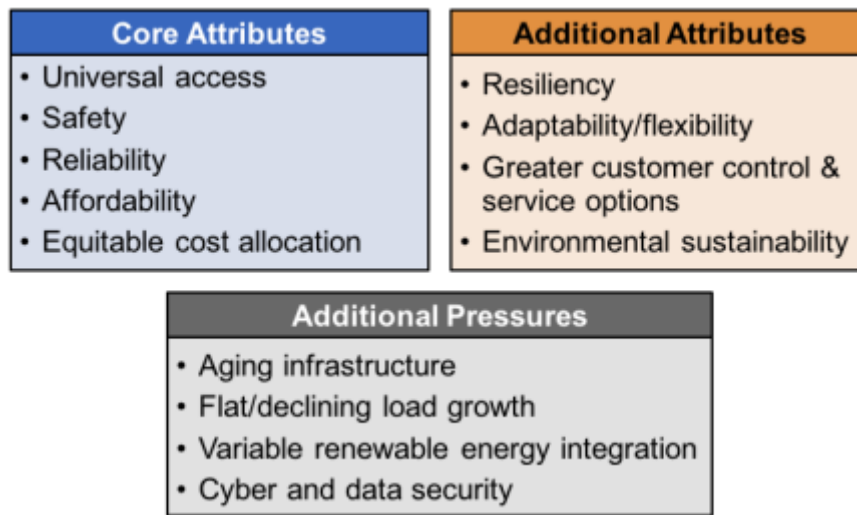 Core Attributes
• Universal access
• Safety
• Reliability
• Affordability
• Equitable cost allocation
Additional Attributes
• Resiliency
• Adaptability/flexibility
• Greater customer control &
service options
• Environmental sustainability
Additional Pressures
• Aging infrastructure
• Flat/declining load growth
• Variable renewable energy integration
• Cyber and data security